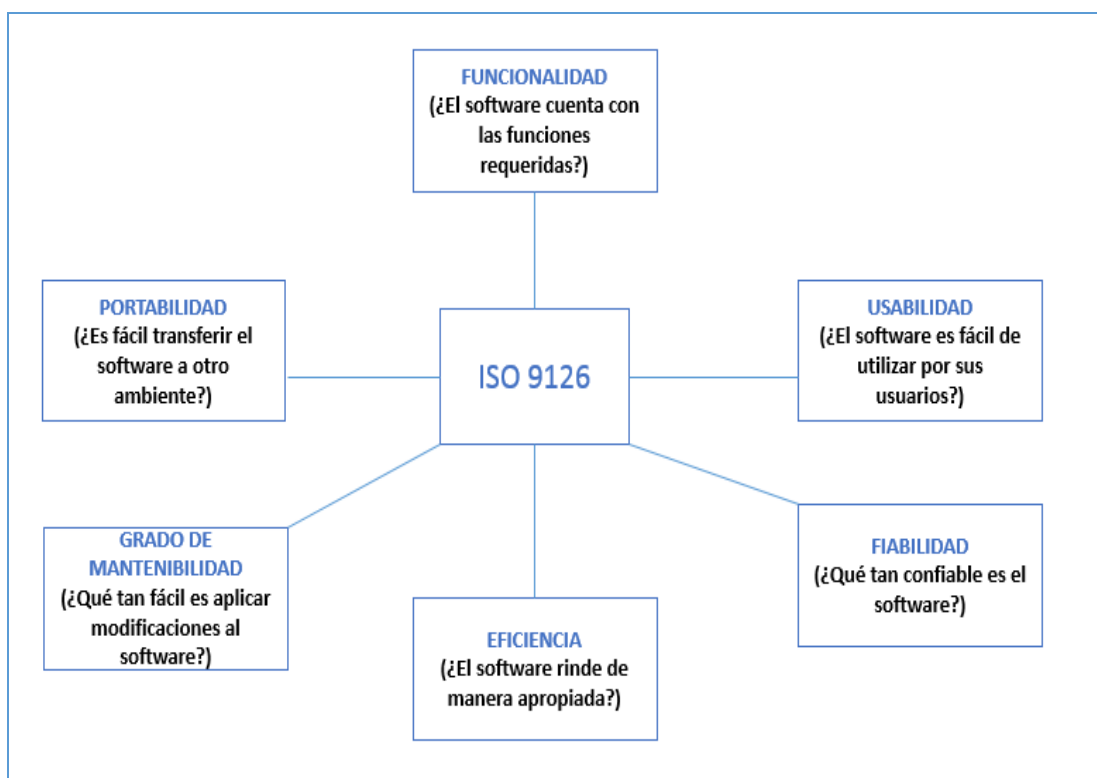 FUNCIONALIDAD
(¿El software cuenta con
las funciones
requeridas?)
PORTABILIDAD
(¿Es fácil transferir el
software a otro
ambiente?)
ISO 9126
USABILIDAD
(¿El software es fácil de
utilizar por sus
usuarios?)
GRADO DE
MANTENIBILIDAD
(¿Qué tan fácil es aplicar
modificaciones al
software?)
EFICIENCIA
(¿El software rinde de
manera apropiada?)
FIABILIDAD
(¿Qué tan confiable es el
software?)